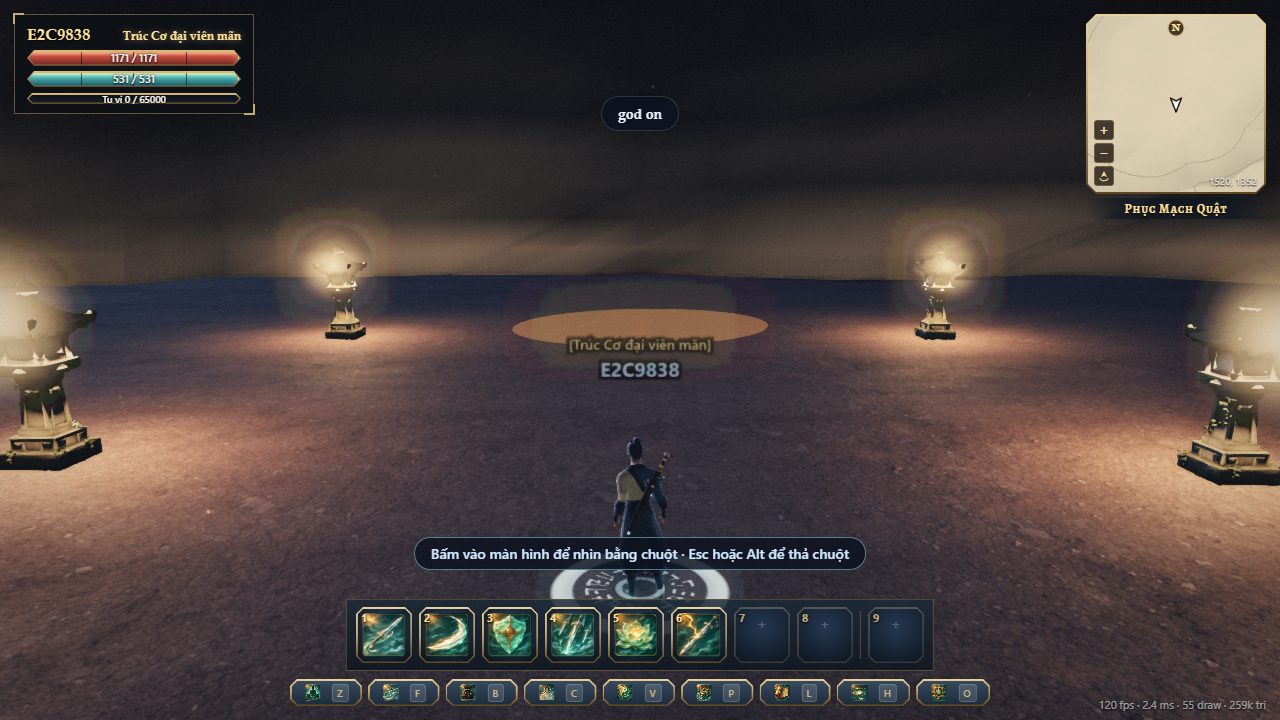 E2C9838 Trúc Cơ đại viên mãn
1171 / 1171
531 / 531
Tu vi 0 / 65000
god on
N
+
−
1520, 1352
Phục Mạch Quật
[Trúc Cơ đại viên mãn]
E2C9838
Bấm vào màn hình để nhìn bằng chuột · Esc hoặc Alt để thả chuột
1 2 3 4 5 6 7 8 9
+ + +
Z F B C V P L H O
120 fps · 2.4 ms · 55 draw · 259k tri